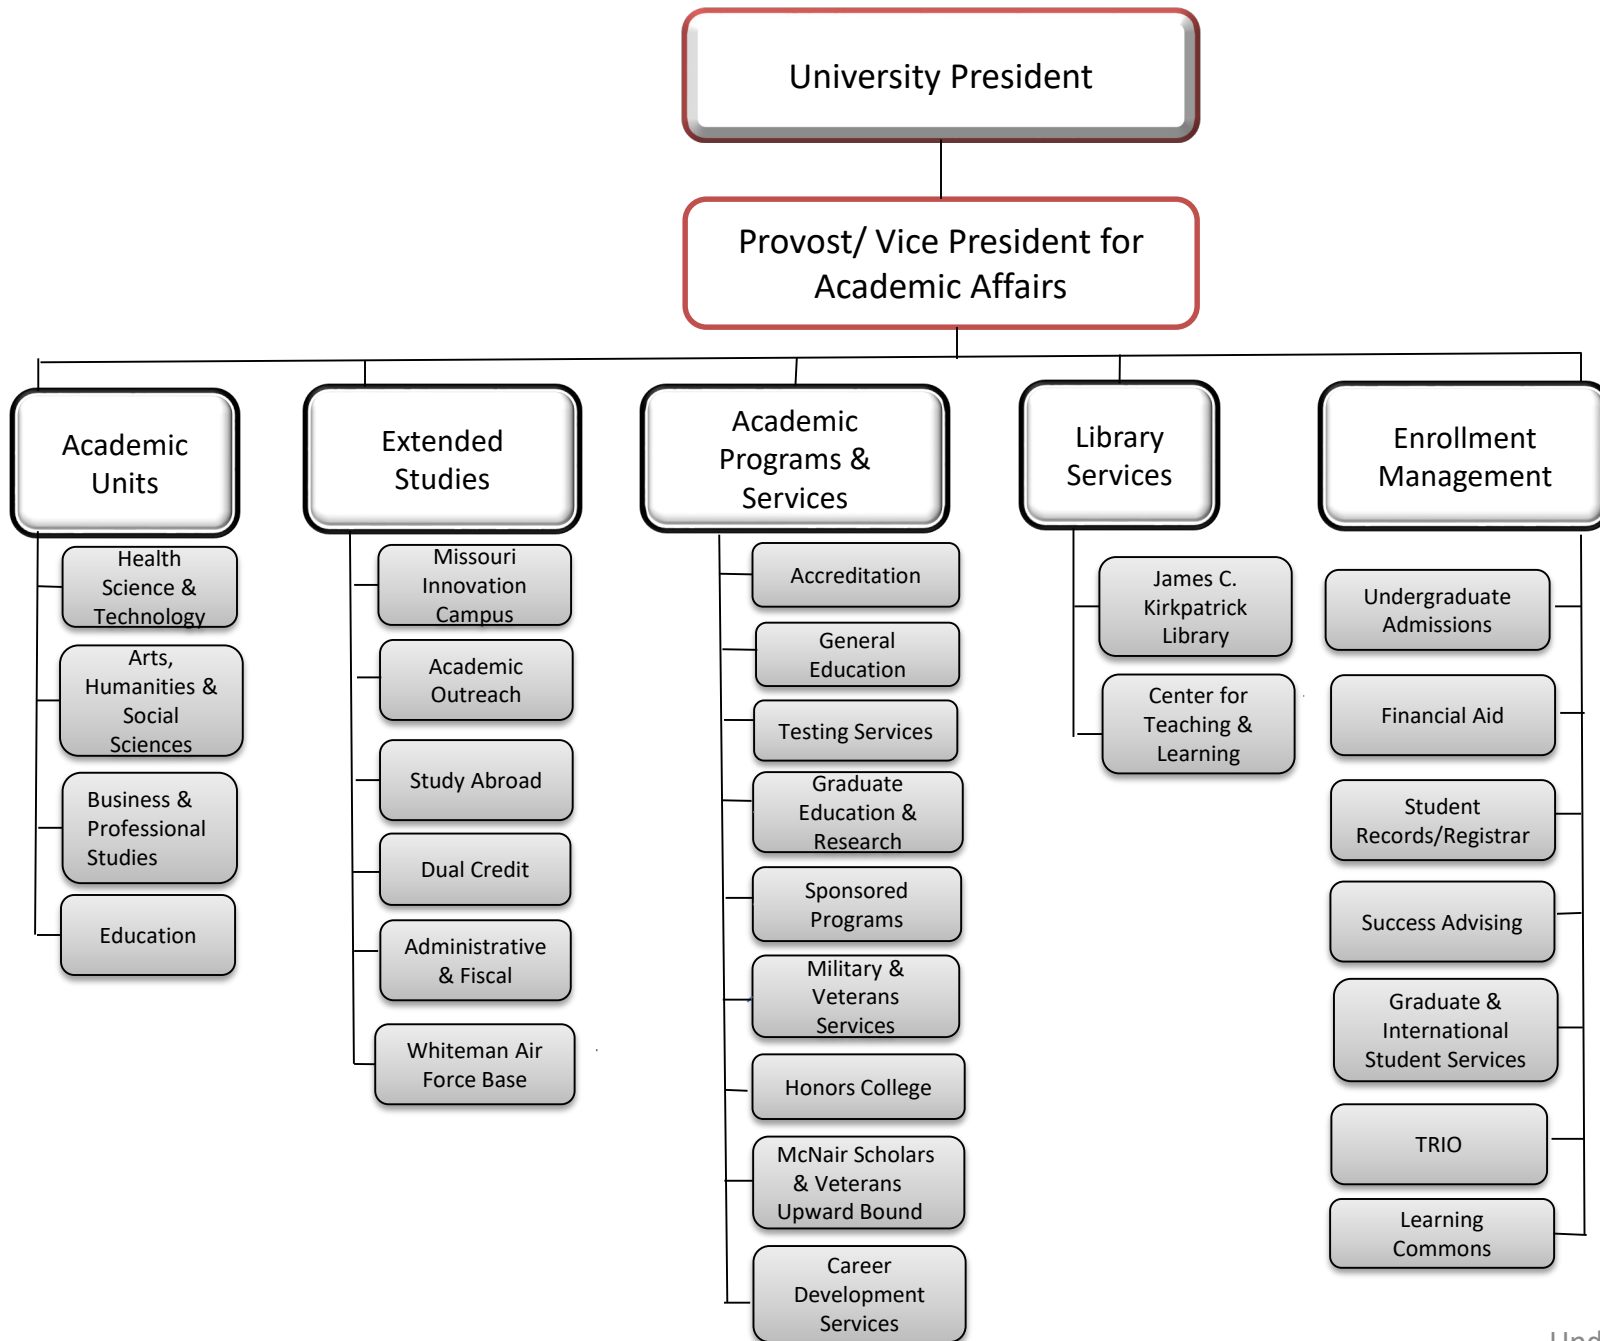 University President
Provost/ Vice President for
Academic Affairs
Academic
Units
Extended
Studies
Academic
Programs &
Services
Library
Services
Enrollment
Management
Health
Science &
Technology
Arts,
Humanities &
Social
Sciences
Business &
Professional
Studies
Education
Missouri
Innovation
Campus
Academic
Outreach
Study Abroad
Dual Credit
Administrative
& Fiscal
Whiteman Air
Force Base
Accreditation
General
Education
Testing Services
Graduate
Education &
Research
Sponsored
Programs
Military &
Veterans
Services
Honors College
McNair Scholars
& Veterans
Upward Bound
Career
Development
Services
James C.
Kirkpatrick
Library
Center for
Teaching &
Learning
Undergraduate
Admissions
Financial Aid
Student
Records/Registrar
Success Advising
Graduate &
International
Student Services
TRIO
Learning
Commons